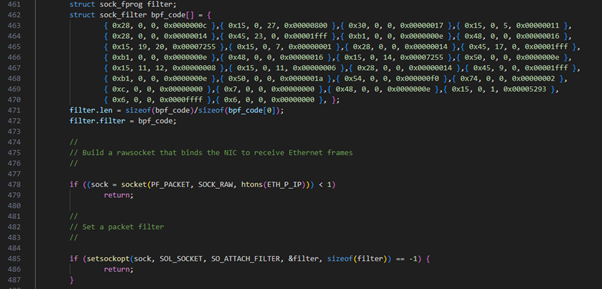 461 struct sock_fprog filter;
462 struct sock_filter bpf_code[] = {
463 { 0x28, 0, 0, 0x0000000c },{ 0x15, 0, 27, 0x00000800 },{ 0x30, 0, 0, 0x00000017 },{ 0x15, 0, 5, 0x00000011 },
464 { 0x28, 0, 0, 0x00000014 },{ 0x45, 23, 0, 0x00001fff },{ 0xb1, 0, 0, 0x0000000e },{ 0x48, 0, 0, 0x00000016 },
465 { 0x15, 19, 20, 0x00007255 },{ 0x15, 0, 7, 0x00000001 },{ 0x28, 0, 0, 0x00000014 },{ 0x45, 17, 0, 0x00001fff },
466 { 0xb1, 0, 0, 0x0000000e },{ 0x48, 0, 0, 0x00000016 },{ 0x15, 0, 14, 0x00007255 },{ 0x50, 0, 0, 0x0000000e },
467 { 0x15, 11, 12, 0x00000008 },{ 0x15, 0, 11, 0x00000006 },{ 0x28, 0, 0, 0x00000014 },{ 0x45, 9, 0, 0x00001fff },
468 { 0xb1, 0, 0, 0x0000000e },{ 0x50, 0, 0, 0x0000001a },{ 0x54, 0, 0, 0x000000f0 },{ 0x74, 0, 0, 0x00000002 },
469 { 0xc, 0, 0, 0x00000000 },{ 0x7, 0, 0, 0x00000000 },{ 0x48, 0, 0, 0x0000000e },{ 0x15, 0, 1, 0x00005293 },
470 { 0x6, 0, 0, 0x0000ffff },{ 0x6, 0, 0, 0x00000000 }, };
471 filter.len = sizeof(bpf_code)/sizeof(bpf_code[0]);
472 filter.filter = bpf_code;
473
474 //
475 // Build a rawsocket that binds the NIC to receive Ethernet frames
476 //
477
478 if ((sock = socket(PF_PACKET, SOCK_RAW, htons(ETH_P_IP))) < 1)
479 return;
480
481 //
482 // Set a packet filter
483 //
484
485 if (setsockopt(sock, SOL_SOCKET, SO_ATTACH_FILTER, &filter, sizeof(filter)) == -1) {
486 return;
487 }